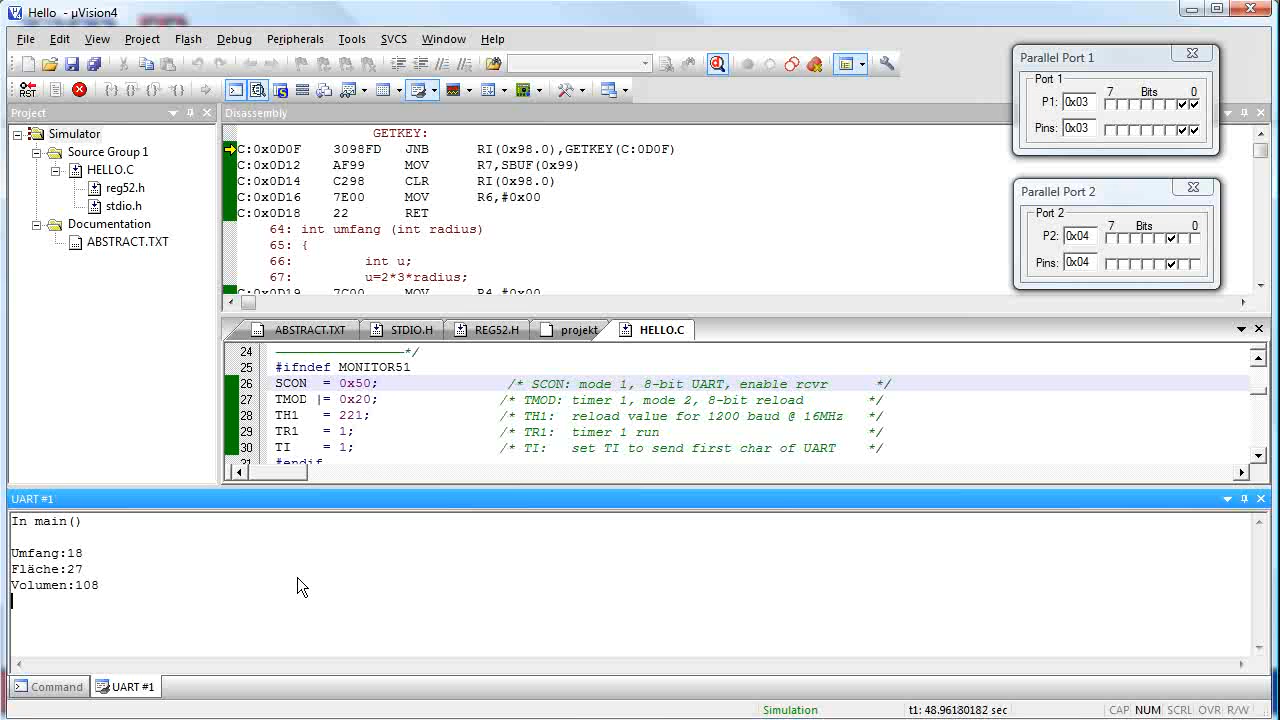 Hello - µVision4
File Edit View Project Flash Debug Peripherals Tools SVCS Window Help
RST
Project
Simulator
Source Group 1
HELLO.C
reg52.h
stdio.h
Documentation
ABSTRACT.TXT
Disassembly
GETKEY:
C:0x0D0F 3098FD JNB RI(0x98.0),GETKEY(C:0D0F)
C:0x0D12 AF99 MOV R7,SBUF(0x99)
C:0x0D14 C298 CLR RI(0x98.0)
C:0x0D16 7E00 MOV R6,#0x00
C:0x0D18 22 RET
64: int umfang (int radius)
65: {
66: int u;
67: u=2*3*radius;
C:0x0D19 7C00 MOV R4,#0x00
Parallel Port 1
Port 1
7 Bits 0
P1: 0x03
Pins: 0x03
Parallel Port 2
Port 2
7 Bits 0
P2: 0x04
Pins: 0x04
ABSTRACT.TXT STDIO.H REG52.H projekt HELLO.C
24 ————————————————*/
25 #ifndef MONITOR51
26 SCON = 0x50; /* SCON: mode 1, 8-bit UART, enable rcvr */
27 TMOD |= 0x20; /* TMOD: timer 1, mode 2, 8-bit reload */
28 TH1 = 221; /* TH1: reload value for 1200 baud @ 16MHz */
29 TR1 = 1; /* TR1: timer 1 run */
30 TI = 1; /* TI: set TI to send first char of UART */
31 #endif
UART #1
In main()
Umfang:18
Fläche:27
Volumen:108
Command UART #1
Simulation t1: 48.96180182 sec CAP NUM SCRL OVR R/W